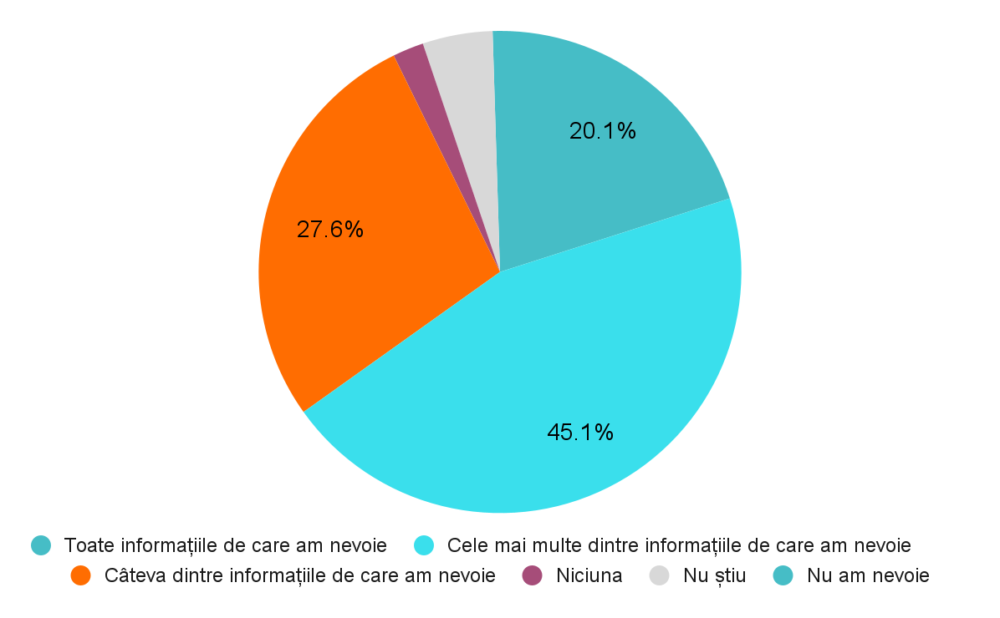 20.1%
27.6%
45.1%
Toate informațiile de care am nevoie Cele mai multe dintre informațiile de care am nevoie
Câteva dintre informațiile de care am nevoie Niciuna Nu știu Nu am nevoie